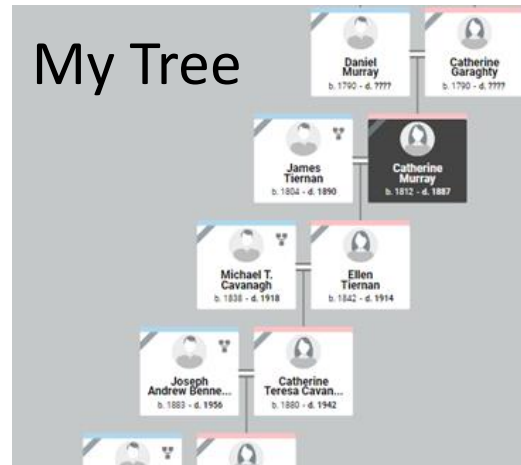 My Tree
Daniel
Murray
b. 1790 - d. ????
Catherine
Garaghty
b. 1790 - d. ????
James
Tiernan
b. 1804 - d. 1890
Catherine
Murray
b. 1812 - d. 1887
Michael T.
Cavanagh
b. 1838 - d. 1918
Ellen
Tiernan
b. 1842 - d. 1914
Joseph
Andrew Benne...
b. 1883 - d. 1956
Catherine
Teresa Cavan...
b. 1880 - d. 1942